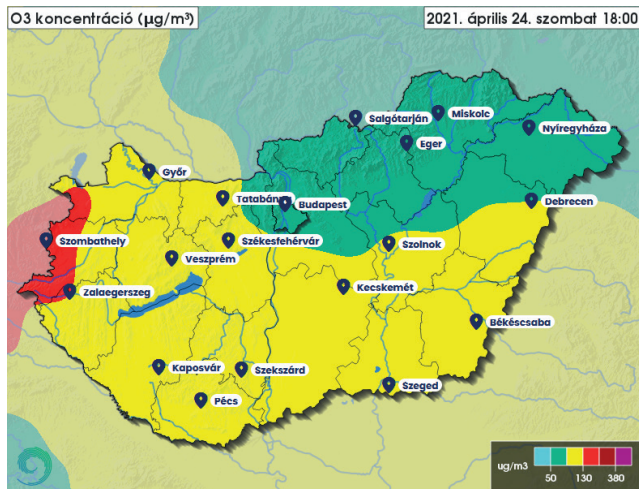 O3 koncentráció (µg/m³)
2021. április 24. szombat 18:00
Salgótarján
Miskolc
Nyíregyháza
Eger
Győr
Tatabán
Budapest
Debrecen
Szombathely
Székesfehérvár
Szolnok
Veszprém
Zalaegerszeg
Kecskemét
Békéscsaba
Kaposvár
Szekszárd
Szeged
Pécs
ug/m3
50 130 380